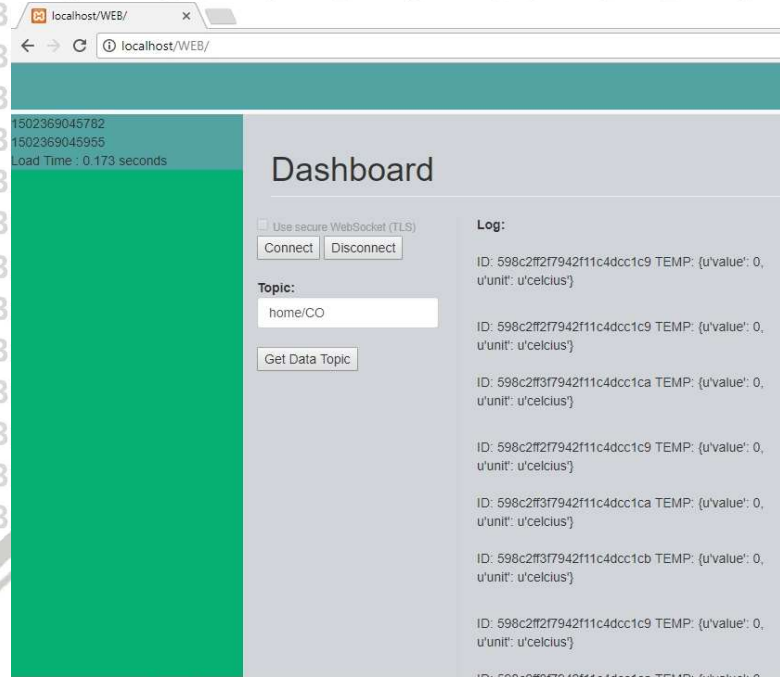 localhost/WEB/
localhost/WEB/
1502369045782
1502369045955
Load Time : 0.173 seconds
Dashboard
Use secure WebSocket (TLS)
Connect Disconnect
Topic:
home/CO
Get Data Topic
Log:
ID: 598c2ff2f7942f11c4dcc1c9 TEMP: {u'value': 0,
u'unit': u'celcius'}
ID: 598c2ff2f7942f11c4dcc1c9 TEMP: {u'value': 0,
u'unit': u'celcius'}
ID: 598c2ff3f7942f11c4dcc1ca TEMP: {u'value': 0,
u'unit': u'celcius'}
ID: 598c2ff2f7942f11c4dcc1c9 TEMP: {u'value': 0,
u'unit': u'celcius'}
ID: 598c2ff3f7942f11c4dcc1ca TEMP: {u'value': 0,
u'unit': u'celcius'}
ID: 598c2ff3f7942f11c4dcc1cb TEMP: {u'value': 0,
u'unit': u'celcius'}
ID: 598c2ff2f7942f11c4dcc1c9 TEMP: {u'value': 0,
u'unit': u'celcius'}